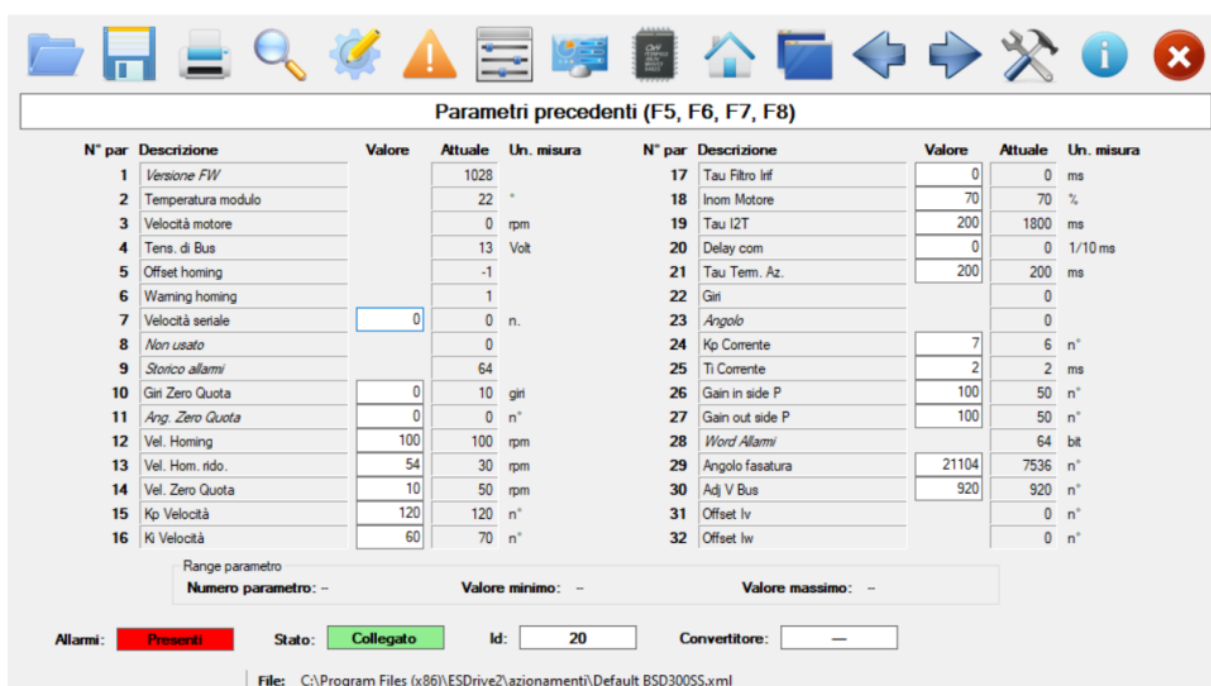 Parametri precedenti (F5, F6, F7, F8)
N° par Descrizione Valore Attuale Un. misura N° par Descrizione Valore Attuale Un. misura
1 Versione FW 1028 17 Tau Filtro Irif 0 0 ms
2 Temperatura modulo 22 ° 18 Inom Motore 70 70 %
3 Velocità motore 0 rpm 19 Tau I2T 200 1800 ms
4 Tens. di Bus 13 Volt 20 Delay com 0 0 1/10 ms
5 Offset homing -1 21 Tau Term. Az. 200 200 ms
6 Warning homing 1 22 Giri 0
7 Velocità seriale 0 0 n. 23 Angolo 0
8 Non usato 0 24 Kp Corrente 7 6 n°
9 Storico allarmi 64 25 Ti Corrente 2 2 ms
10 Giri Zero Quota 0 10 giri 26 Gain in side P 100 50 n°
11 Ang. Zero Quota 0 0 n° 27 Gain out side P 100 50 n°
12 Vel. Homing 100 100 rpm 28 Word Allarmi 64 bit
13 Vel. Hom. rido. 54 30 rpm 29 Angolo fasatura 21104 7536 n°
14 Vel. Zero Quota 10 50 rpm 30 Adj V Bus 920 920 n°
15 Kp Velocità 120 120 n° 31 Offset Iv 0 n°
16 Ki Velocità 60 70 n° 32 Offset Iw 0 n°
Range parametro
Numero parametro: -- Valore minimo: -- Valore massimo: --
Allarmi: Presenti Stato: Collegato Id: 20 Convertitore: ---
File: C:\Program Files (x86)\ESDrive2\azionamenti\Default BSD300SS.xml